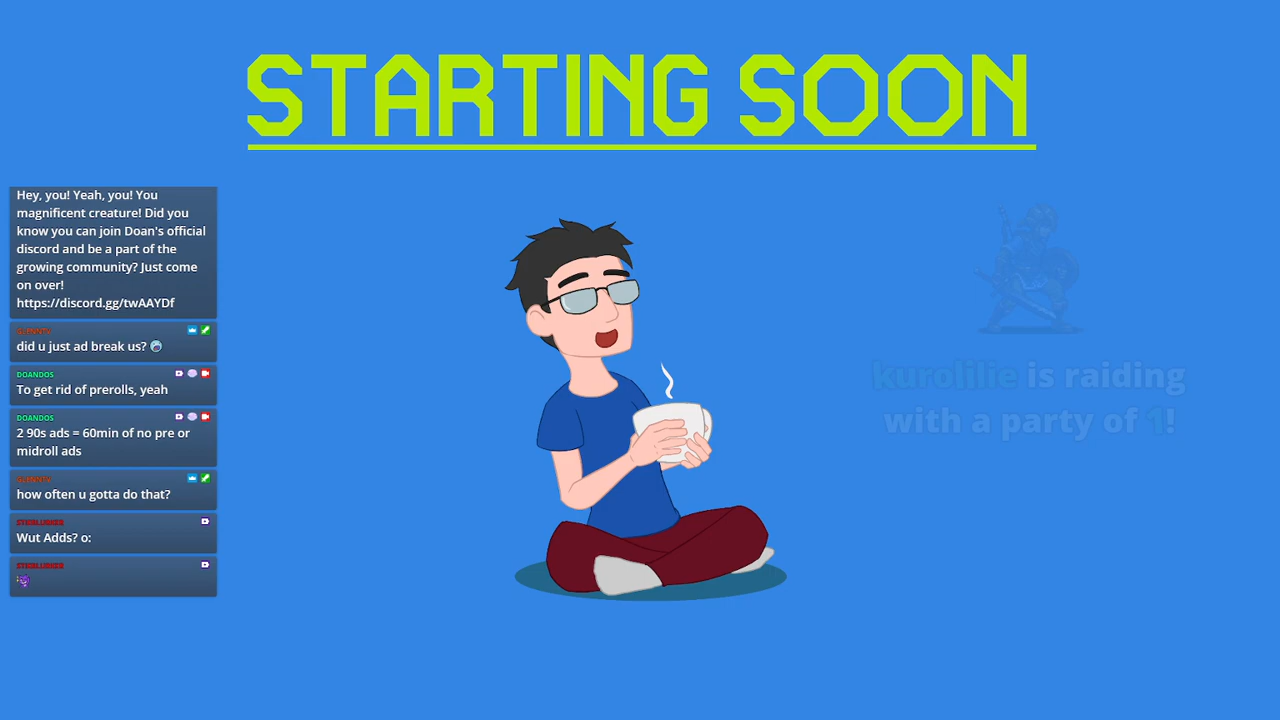 STARTING SOON
Hey, you! Yeah, you! You
magnificent creature! Did you
know you can join Doan's official
discord and be a part of the
growing community? Just come
on over!
https://discord.gg/twAAYDf
did u just ad break us?
DOANDOS
To get rid of prerolls, yeah
DOANDOS
2 90s ads = 60min of no pre or
midroll ads
how often u gotta do that?
Wut Adds? o:
kurolilie is raiding
with a party of 1!